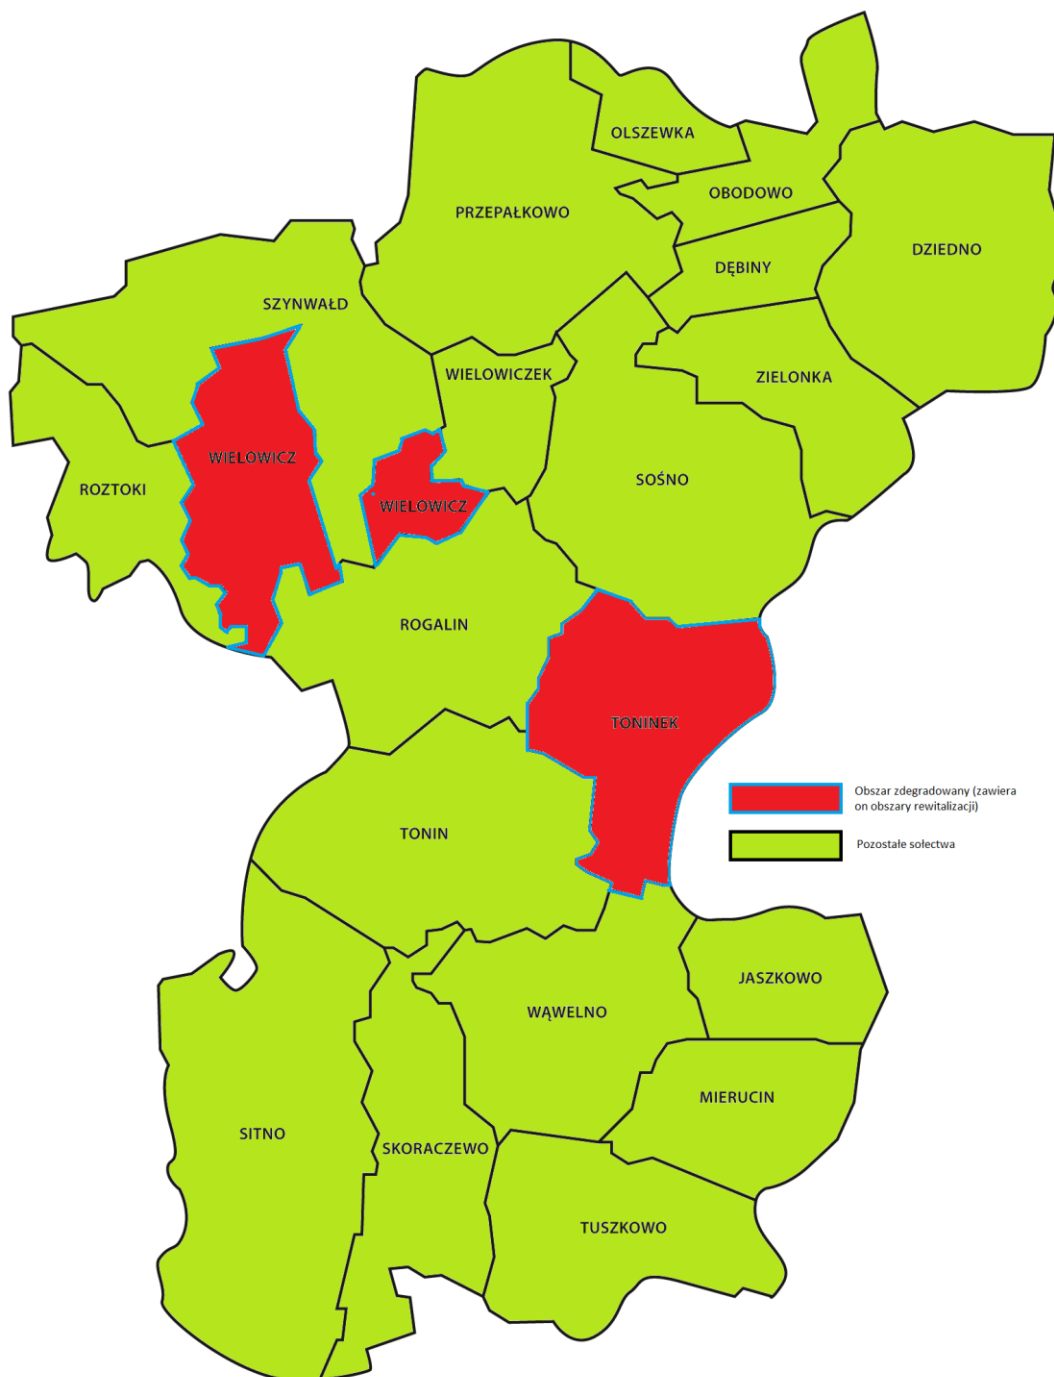 OLSZEWKA
OBODOWO
PRZEPAŁKOWO
DZIEDNO
DĘBINY
SZYNWAŁD
WIELOWICZEK
ZIELONKA
WIELOWICZ
SOŚNO
ROZTOKI
WIELOWICZ
ROGALIN
TONINEK
Obszar zdegradowany (zawiera
on obszary rewitalizacji)
TONIN
Pozostałe sołectwa
JASZKOWO
WĄWELNO
MIERUCIN
SITNO
SKORACZEWO
TUSZKOWO